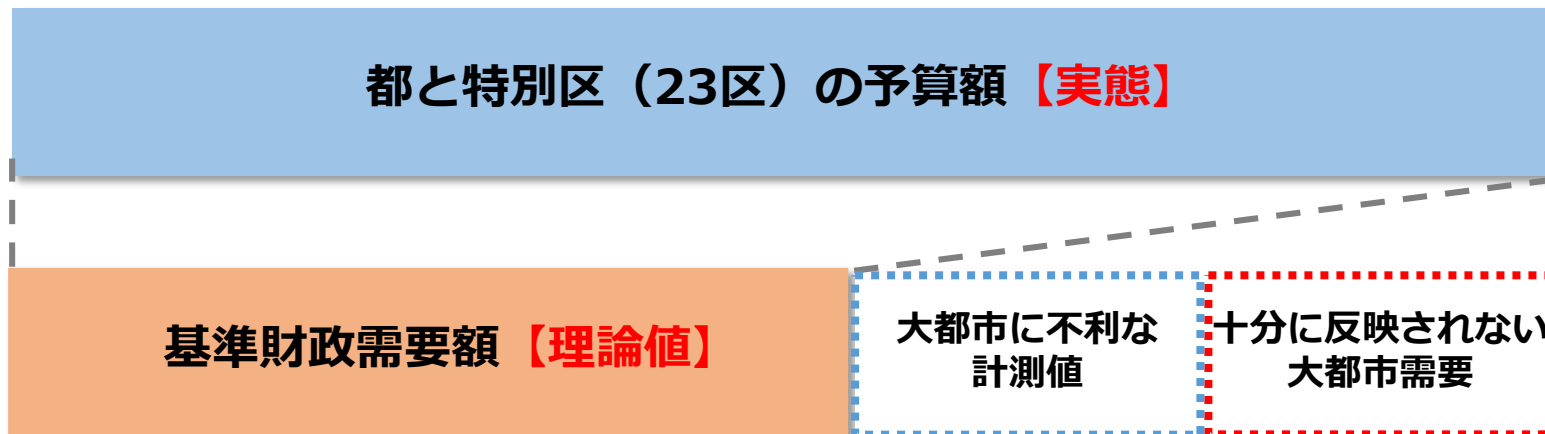 都と特別区（23区）の予算額【実態】
基準財政需要額【理論値】
大都市に不利な
計測値
十分に反映されない
大都市需要